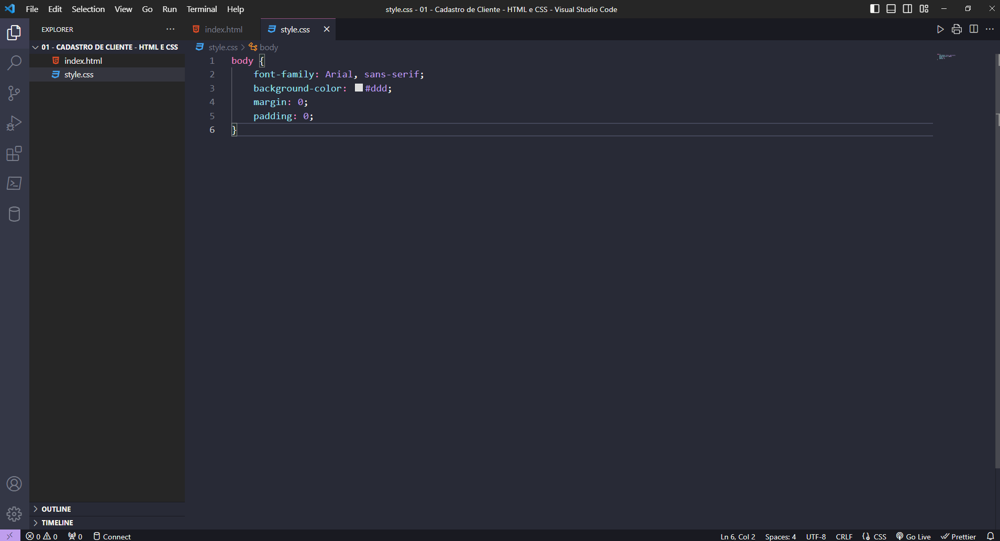 File Edit Selection View Go Run Terminal Help
style.css - 01 - Cadastro de Cliente - HTML e CSS - Visual Studio Code
EXPLORER
index.html
style.css
01 - CADASTRO DE CLIENTE - HTML E CSS
index.html
style.css
style.css > body
1 body {
2 font-family: Arial, sans-serif;
3 background-color: #ddd;
4 margin: 0;
5 padding: 0;
6 }
OUTLINE
TIMELINE
0 0 0 Connect
Ln 6, Col 2 Spaces: 4 UTF-8 CRLF CSS Go Live Prettier